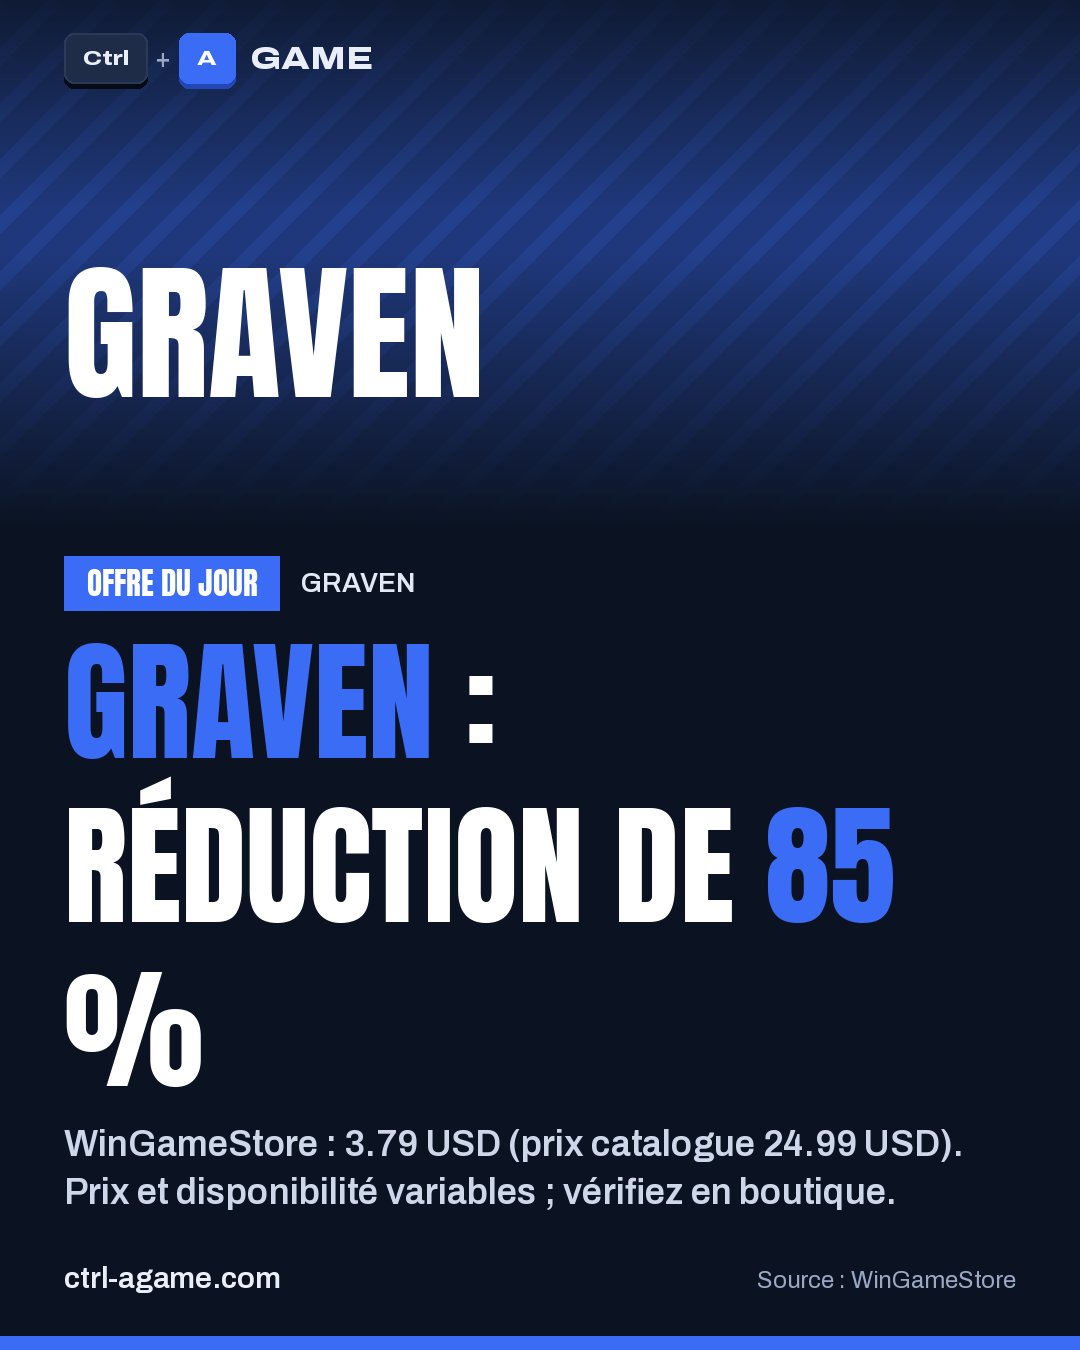 Ctrl + A GAME
GRAVEN
OFFRE DU JOUR GRAVEN
GRAVEN :
RÉDUCTION DE 85
%
WinGameStore : 3.79 USD (prix catalogue 24.99 USD).
Prix et disponibilité variables ; vérifiez en boutique.
ctrl-agame.com Source : WinGameStore